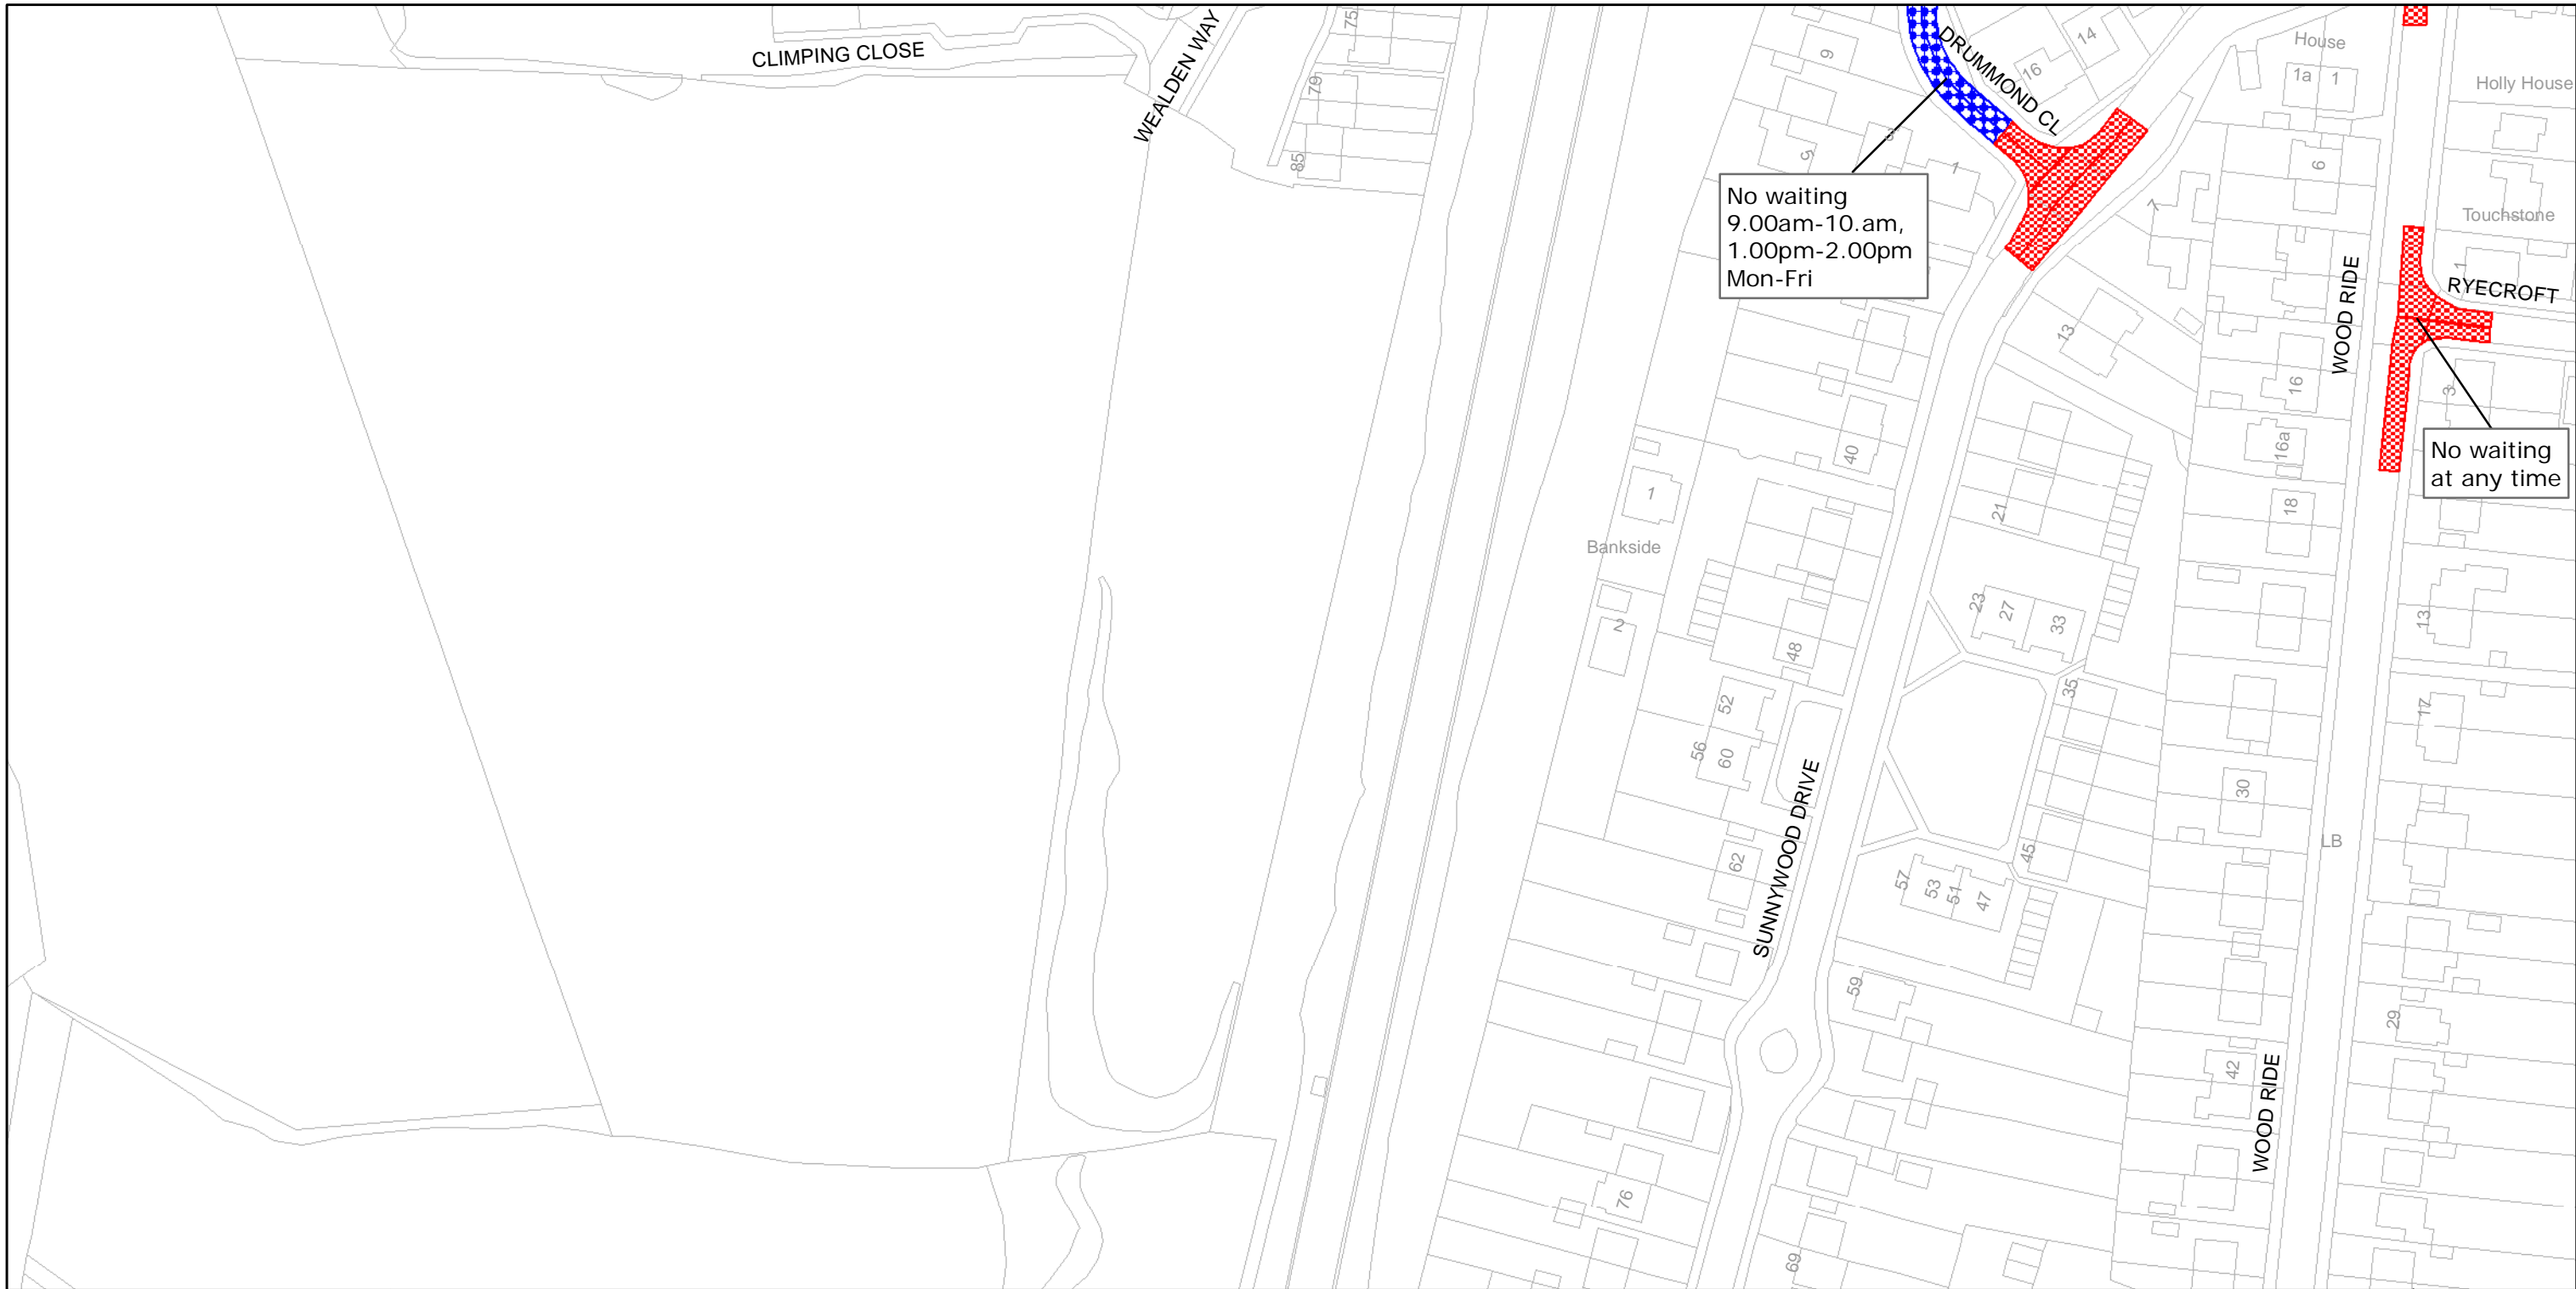 CLIMPING CLOSE
WEALDEN WAY
75
79
85
9
DRUMMOND CL
14
16
3
5
1
No waiting
9.00am-10.am,
1.00pm-2.00pm
Mon-Fri
House
1a
1
Holly House
6
7
Touchstone
1
RYECROFT
WOOD RIDE
13
16
3
16a
No waiting
at any time
40
1
18
21
Bankside
2
23
27
33
13
48
35
52
17
56
60
30
SUNNYWOOD DRIVE
LB
62
45
57
53
51
47
59
29
42
WOOD RIDE
76
69